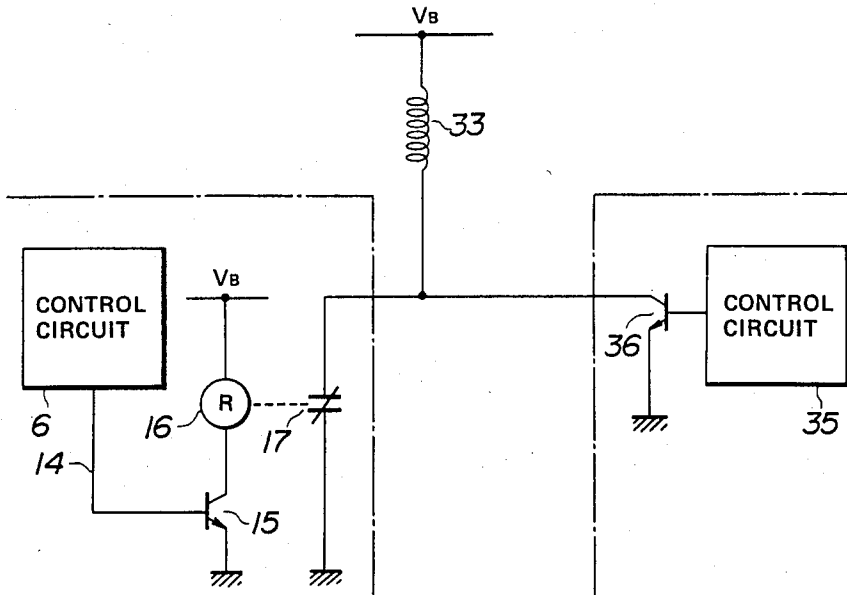 VB
33
CONTROL
CIRCUIT
VB
CONTROL
CIRCUIT
36
6
16
R
17
35
14
15